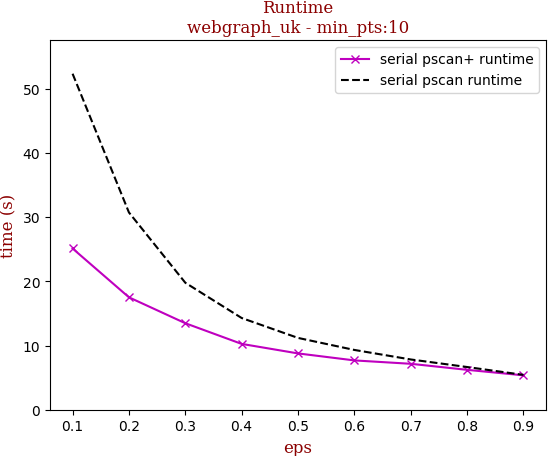 Runtime
webgraph_uk - min_pts:10
serial pscan+ runtime
serial pscan runtime
time (s)
50
40
30
20
10
0
0.1 0.2 0.3 0.4 0.5 0.6 0.7 0.8 0.9
eps